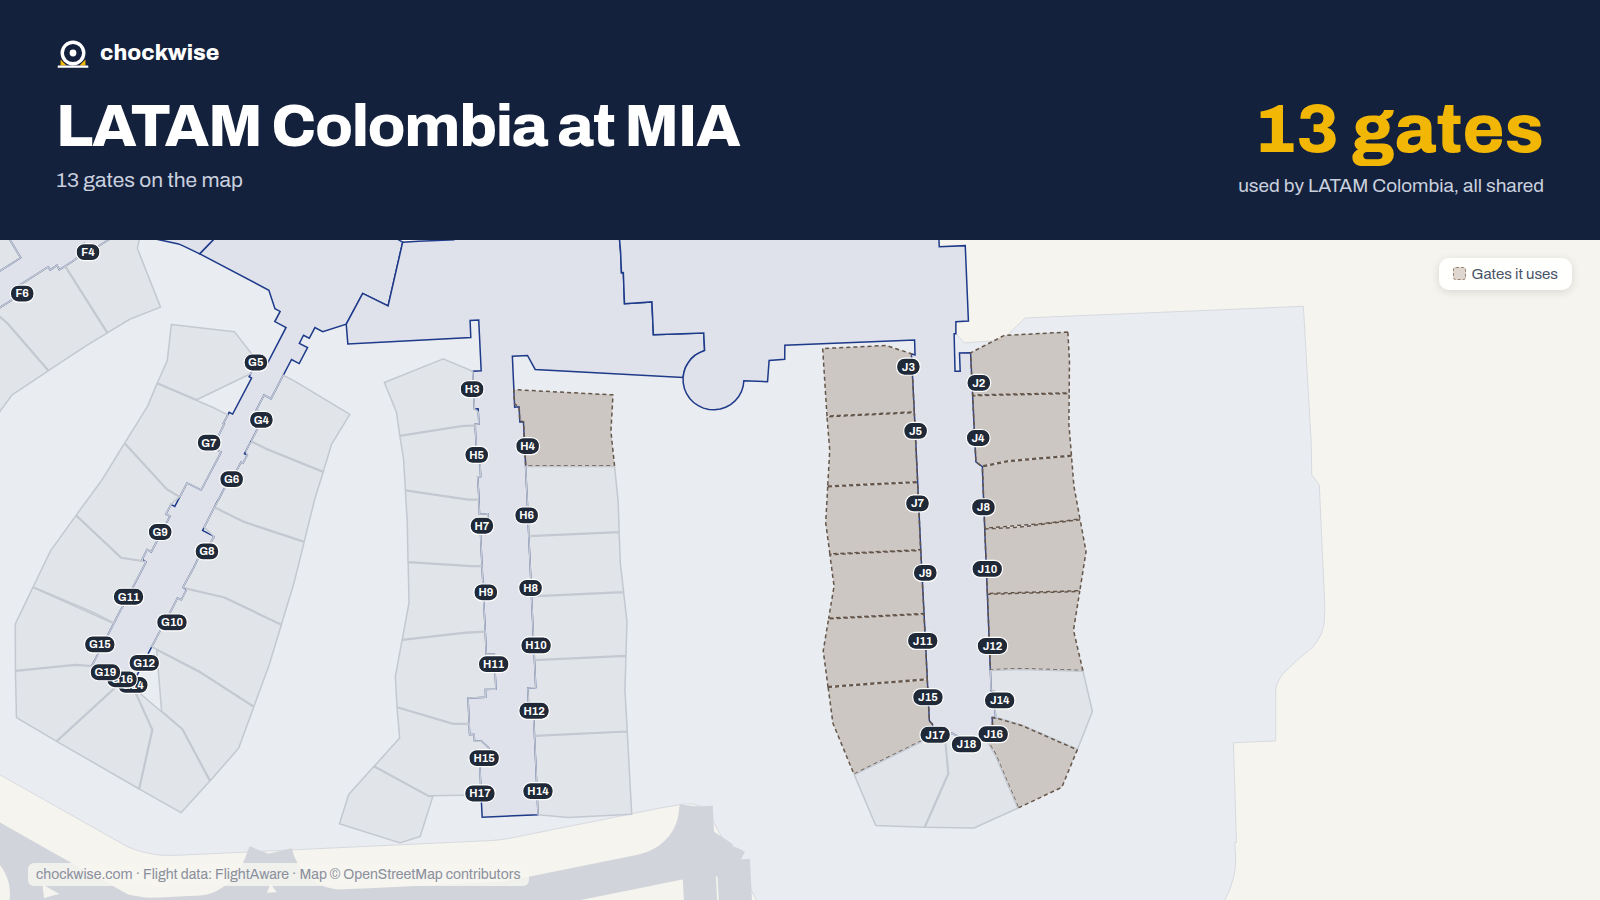 chockwise
LATAM Colombia at MIA
13 gates on the map
13 gates
used by LATAM Colombia, all shared
Gates it uses
F4
F6
G5
G4
G7
G6
G9
G8
G11
G10
G15
G12
G19
H3
H4
H5
H6
H7
H8
H9
H10
H11
H12
H15
H14
H17
J3
J2
J5
J4
J7
J8
J9
J10
J11
J12
J15
J14
J17
J18
J16
chockwise.com · Flight data: FlightAware · Map © OpenStreetMap contributors